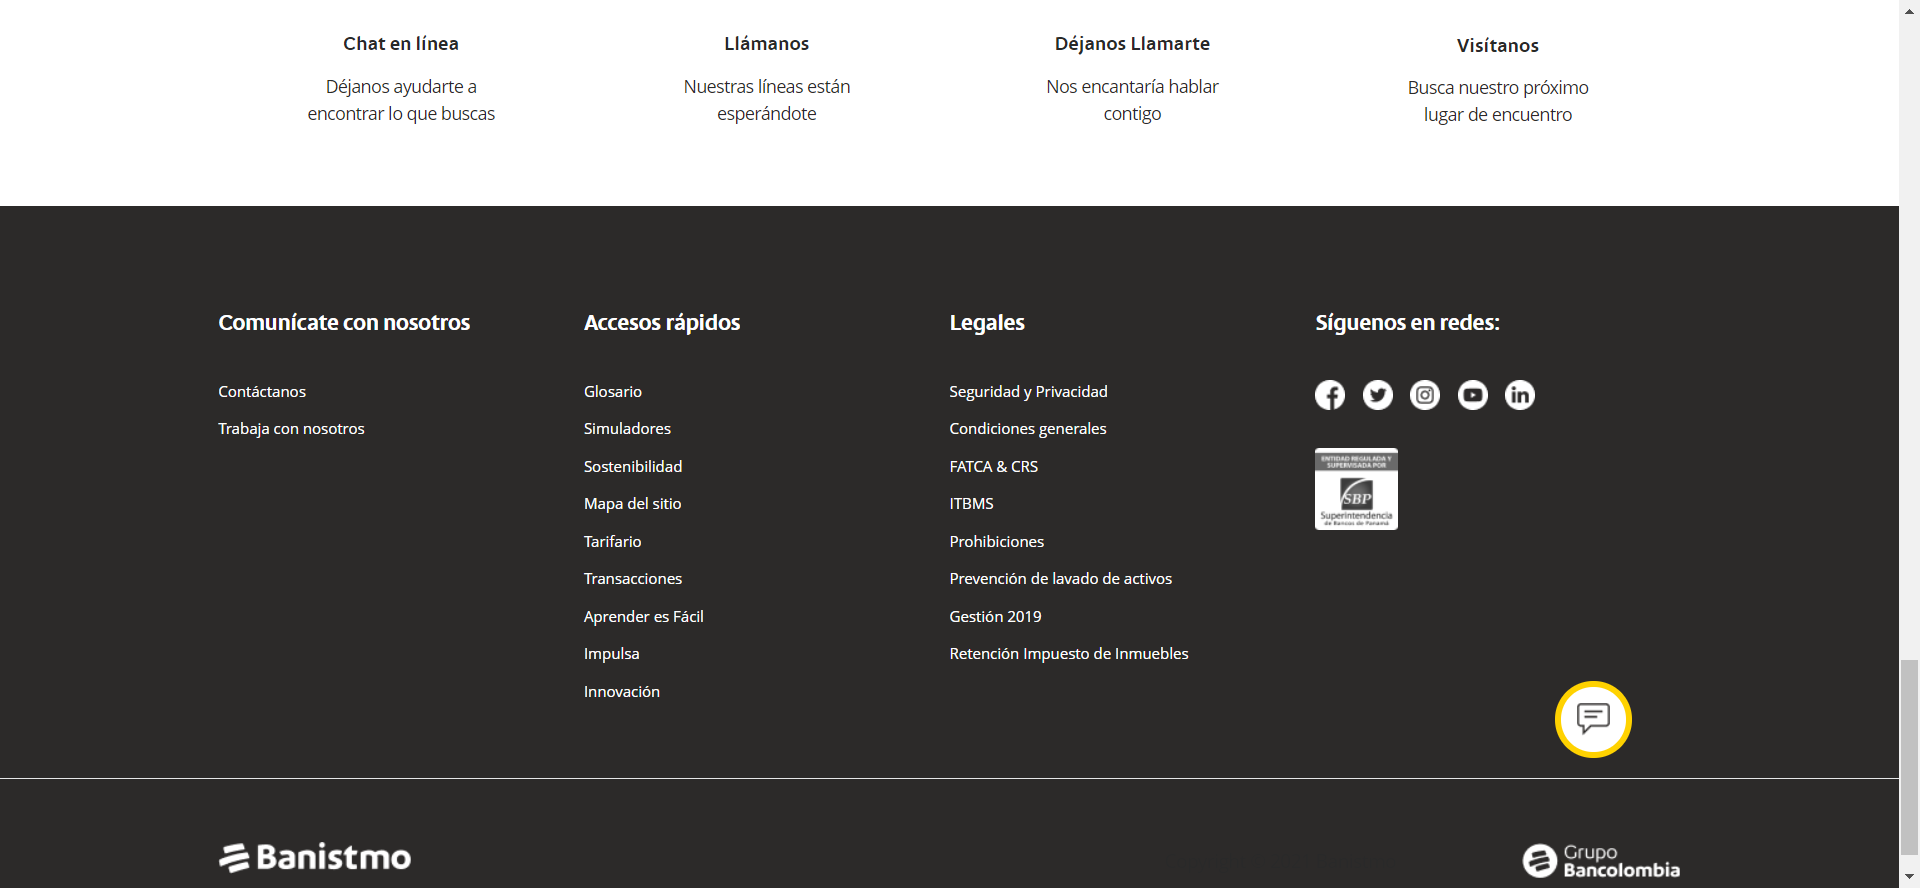 Chat en línea
Déjanos ayudarte a
encontrar lo que buscas
Llámanos
Nuestras líneas están
esperándote
Déjanos Llamarte
Nos encantaría hablar
contigo
Visítanos
Busca nuestro próximo
lugar de encuentro
Comunícate con nosotros
Contáctanos
Trabaja con nosotros
Accesos rápidos
Glosario
Simuladores
Sostenibilidad
Mapa del sitio
Tarifario
Transacciones
Aprender es Fácil
Impulsa
Innovación
Legales
Seguridad y Privacidad
Condiciones generales
FATCA & CRS
ITBMS
Prohibiciones
Prevención de lavado de activos
Gestión 2019
Retención Impuesto de Inmuebles
Síguenos en redes:
ENTIDAD REGULADA Y
SUPERVISADA POR
SBP
Superintendencia
de Bancos de Panamá
Banistmo
Grupo
Bancolombia